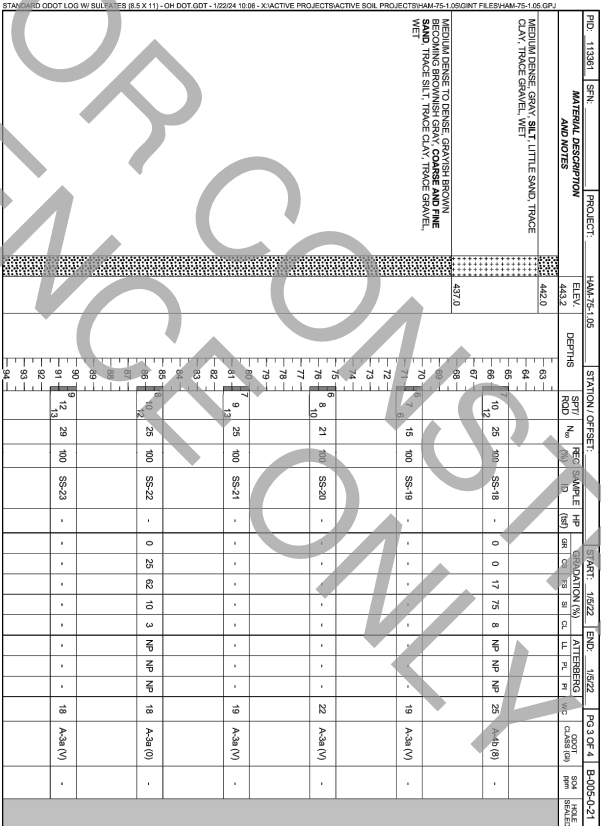 STANDARD ODOT LOG W/ SULFATES (8.5 X 11) - OH DOT.GDT - 1/22/24 10:06 - X:\ACTIVE PROJECTS\ACTIVE SOIL PROJECTS\HAM-75-1.05\GINT FILES\HAM-75-1.05.GPJ
PID: 113361 SFN: PROJECT: HAM-75-1.05 STATION / OFFSET: START: 1/5/22 END: 1/5/22 PG 3 OF 4 B-005-0-21
MATERIAL DESCRIPTION AND NOTES ELEV. 443.2 DEPTHS SPT/ RQD N60 REC (%) SAMPLE ID HP (tsf) GRADATION (%) GR CS FS SI CL ATTERBERG LL PL PI WC ODOT CLASS (GI) SO4 ppm HOLE SEALED
442.0
MEDIUM DENSE, GRAY, SILT, LITTLE SAND, TRACE
CLAY, TRACE GRAVEL, WET
63
64
65
66
7 10 12 25 100 SS-18 - 0 0 17 75 8 NP NP NP 25 A-4b (8) -
67
68
437.0
MEDIUM DENSE TO DENSE, GRAYISH BROWN
BECOMING BROWNISH GRAY, COARSE AND FINE
SAND, TRACE SILT, TRACE CLAY, TRACE GRAVEL,
WET
69
70
71
6 7 6 15 100 SS-19 - - - - - - - - - 19 A-3a (V) -
72
73
74
75
76
6 8 10 21 100 SS-20 - - - - - - - - - 22 A-3a (V) -
77
78
79
80
81
7 9 13 25 100 SS-21 - - - - - - - - - 19 A-3a (V) -
82
83
84
85
86
8 10 12 25 100 SS-22 - 0 25 62 10 3 NP NP NP 18 A-3a (0) -
87
88
89
90
91
9 12 13 29 100 SS-23 - - - - - - - - - 18 A-3a (V) -
92
93
94